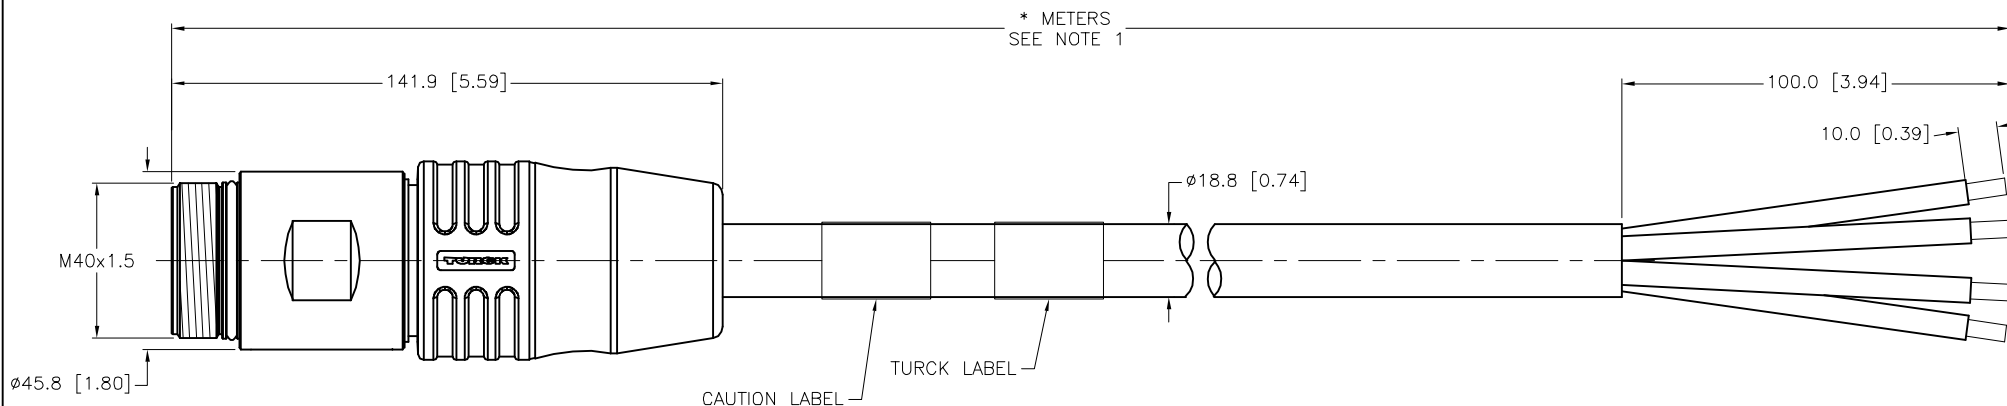 * METERS
SEE NOTE 1
141.9 [5.59]
100.0 [3.94]
10.0 [0.39]
ø18.8 [0.74]
M40x1.5
TURCK
ø45.8 [1.80]
TURCK LABEL
CAUTION LABEL